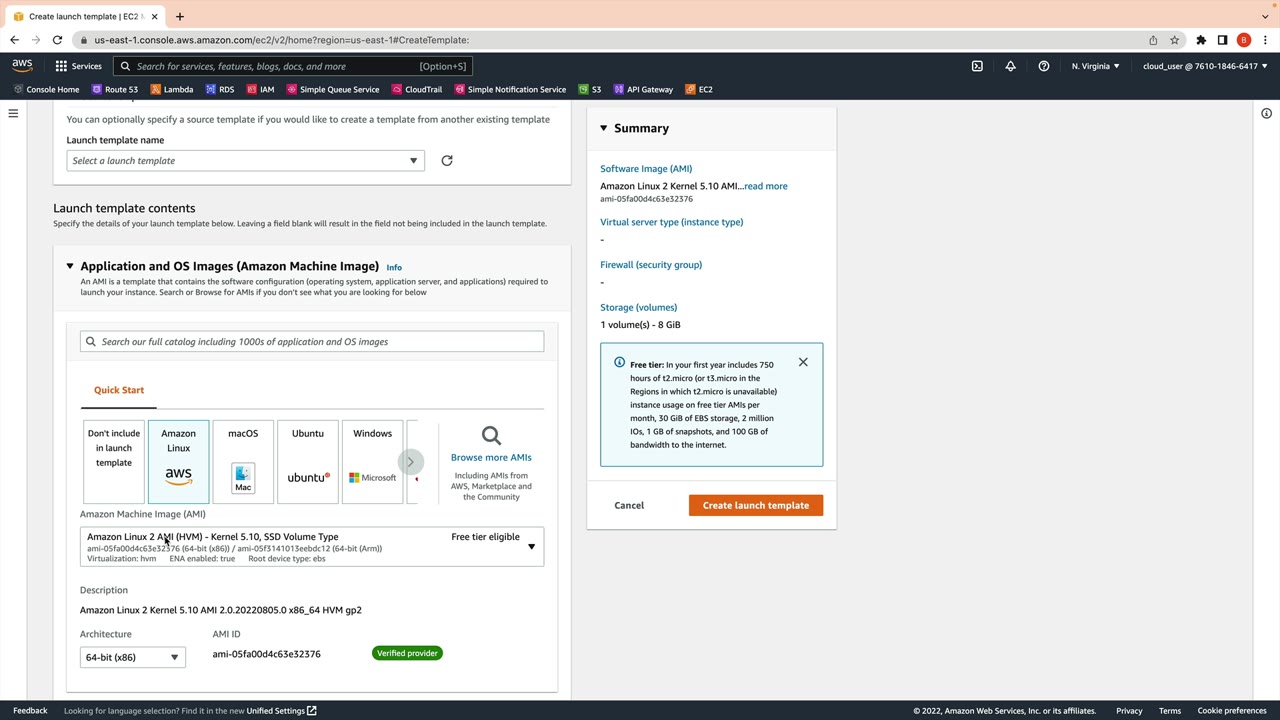 Create launch template | EC2 M
us-east-1.console.aws.amazon.com/ec2/v2/home?region=us-east-1#CreateTemplate:
B
aws
Services
Search for services, features, blogs, docs, and more
[Option+S]
N. Virginia
cloud_user @ 7610-1846-6417
Console Home
Route 53
Lambda
RDS
IAM
Simple Queue Service
CloudTrail
Simple Notification Service
S3
API Gateway
EC2
You can optionally specify a source template if you would like to create a template from another existing template
Launch template name
Select a launch template
Launch template contents
Specify the details of your launch template below. Leaving a field blank will result in the field not being included in the launch template.
Application and OS Images (Amazon Machine Image)
Info
An AMI is a template that contains the software configuration (operating system, application server, and applications) required to
launch your instance. Search or Browse for AMIs if you don't see what you are looking for below
Search our full catalog including 1000s of application and OS images
Quick Start
Don't include
in launch
template
Amazon
Linux
aws
macOS
Mac
Ubuntu
ubuntu
Windows
Microsoft
Browse more AMIs
Including AMIs from
AWS, Marketplace and
the Community
Amazon Machine Image (AMI)
Amazon Linux 2 AMI (HVM) - Kernel 5.10, SSD Volume Type
Free tier eligible
ami-05fa00d4c63e32376 (64-bit (x86)) / ami-05f3141013eebdc12 (64-bit (Arm))
Virtualization: hvm ENA enabled: true Root device type: ebs
Description
Amazon Linux 2 Kernel 5.10 AMI 2.0.20220805.0 x86_64 HVM gp2
Architecture
AMI ID
64-bit (x86)
ami-05fa00d4c63e32376
Verified provider
Summary
Software Image (AMI)
Amazon Linux 2 Kernel 5.10 AMI...read more
ami-05fa00d4c63e32376
Virtual server type (instance type)
-
Firewall (security group)
-
Storage (volumes)
1 volume(s) - 8 GiB
Free tier: In your first year includes 750
hours of t2.micro (or t3.micro in the
Regions in which t2.micro is unavailable)
instance usage on free tier AMIs per
month, 30 GiB of EBS storage, 2 million
IOs, 1 GB of snapshots, and 100 GB of
bandwidth to the internet.
Cancel
Create launch template
Feedback
Looking for language selection? Find it in the new Unified Settings
© 2022, Amazon Web Services, Inc. or its affiliates.
Privacy
Terms
Cookie preferences